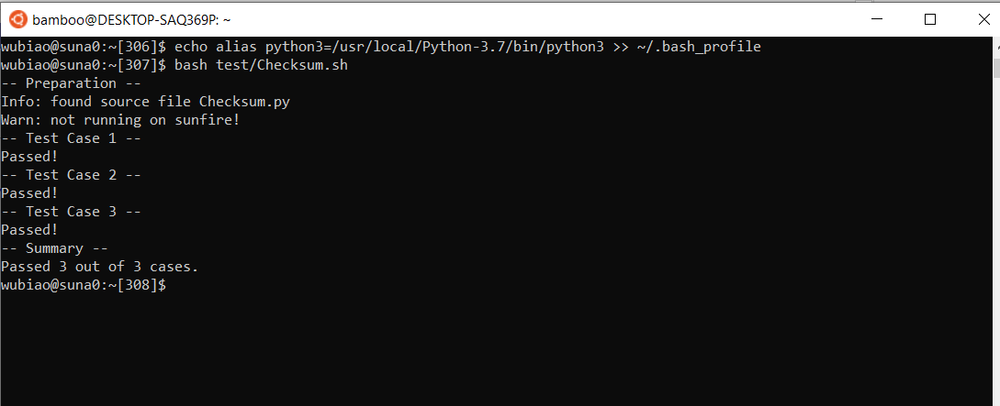 bamboo@DESKTOP-SAQ369P: ~
wubiao@suna0:~[306]$ echo alias python3=/usr/local/Python-3.7/bin/python3 >> ~/.bash_profile
wubiao@suna0:~[307]$ bash test/Checksum.sh
-- Preparation --
Info: found source file Checksum.py
Warn: not running on sunfire!
-- Test Case 1 --
Passed!
-- Test Case 2 --
Passed!
-- Test Case 3 --
Passed!
-- Summary --
Passed 3 out of 3 cases.
wubiao@suna0:~[308]$